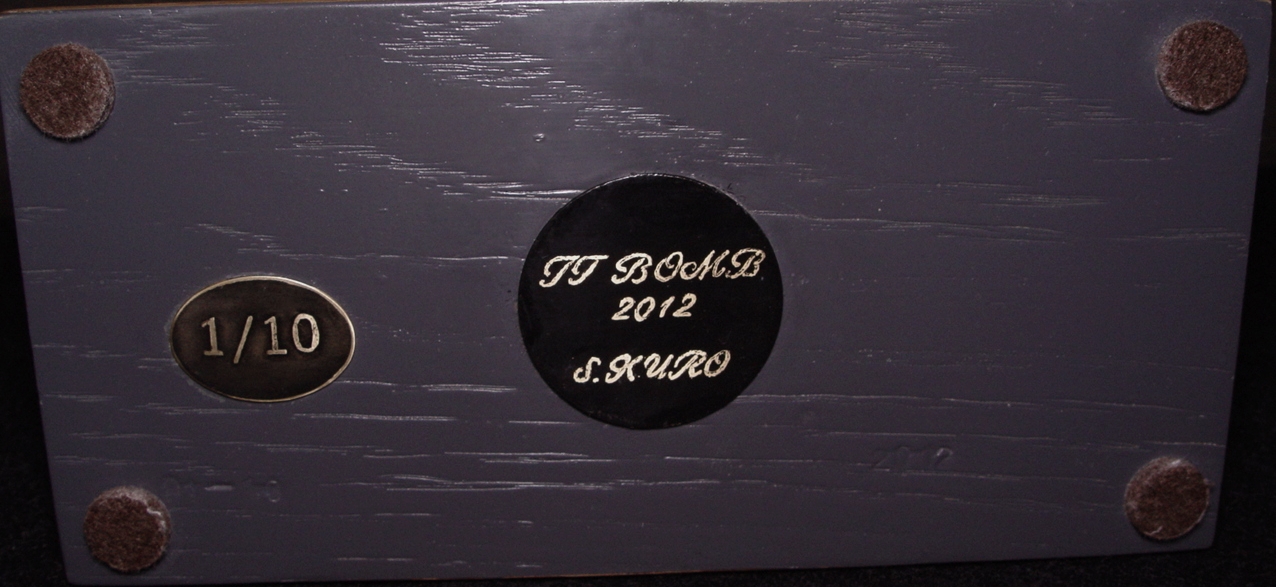 1/10
TT BOMB
2012
S. KURO